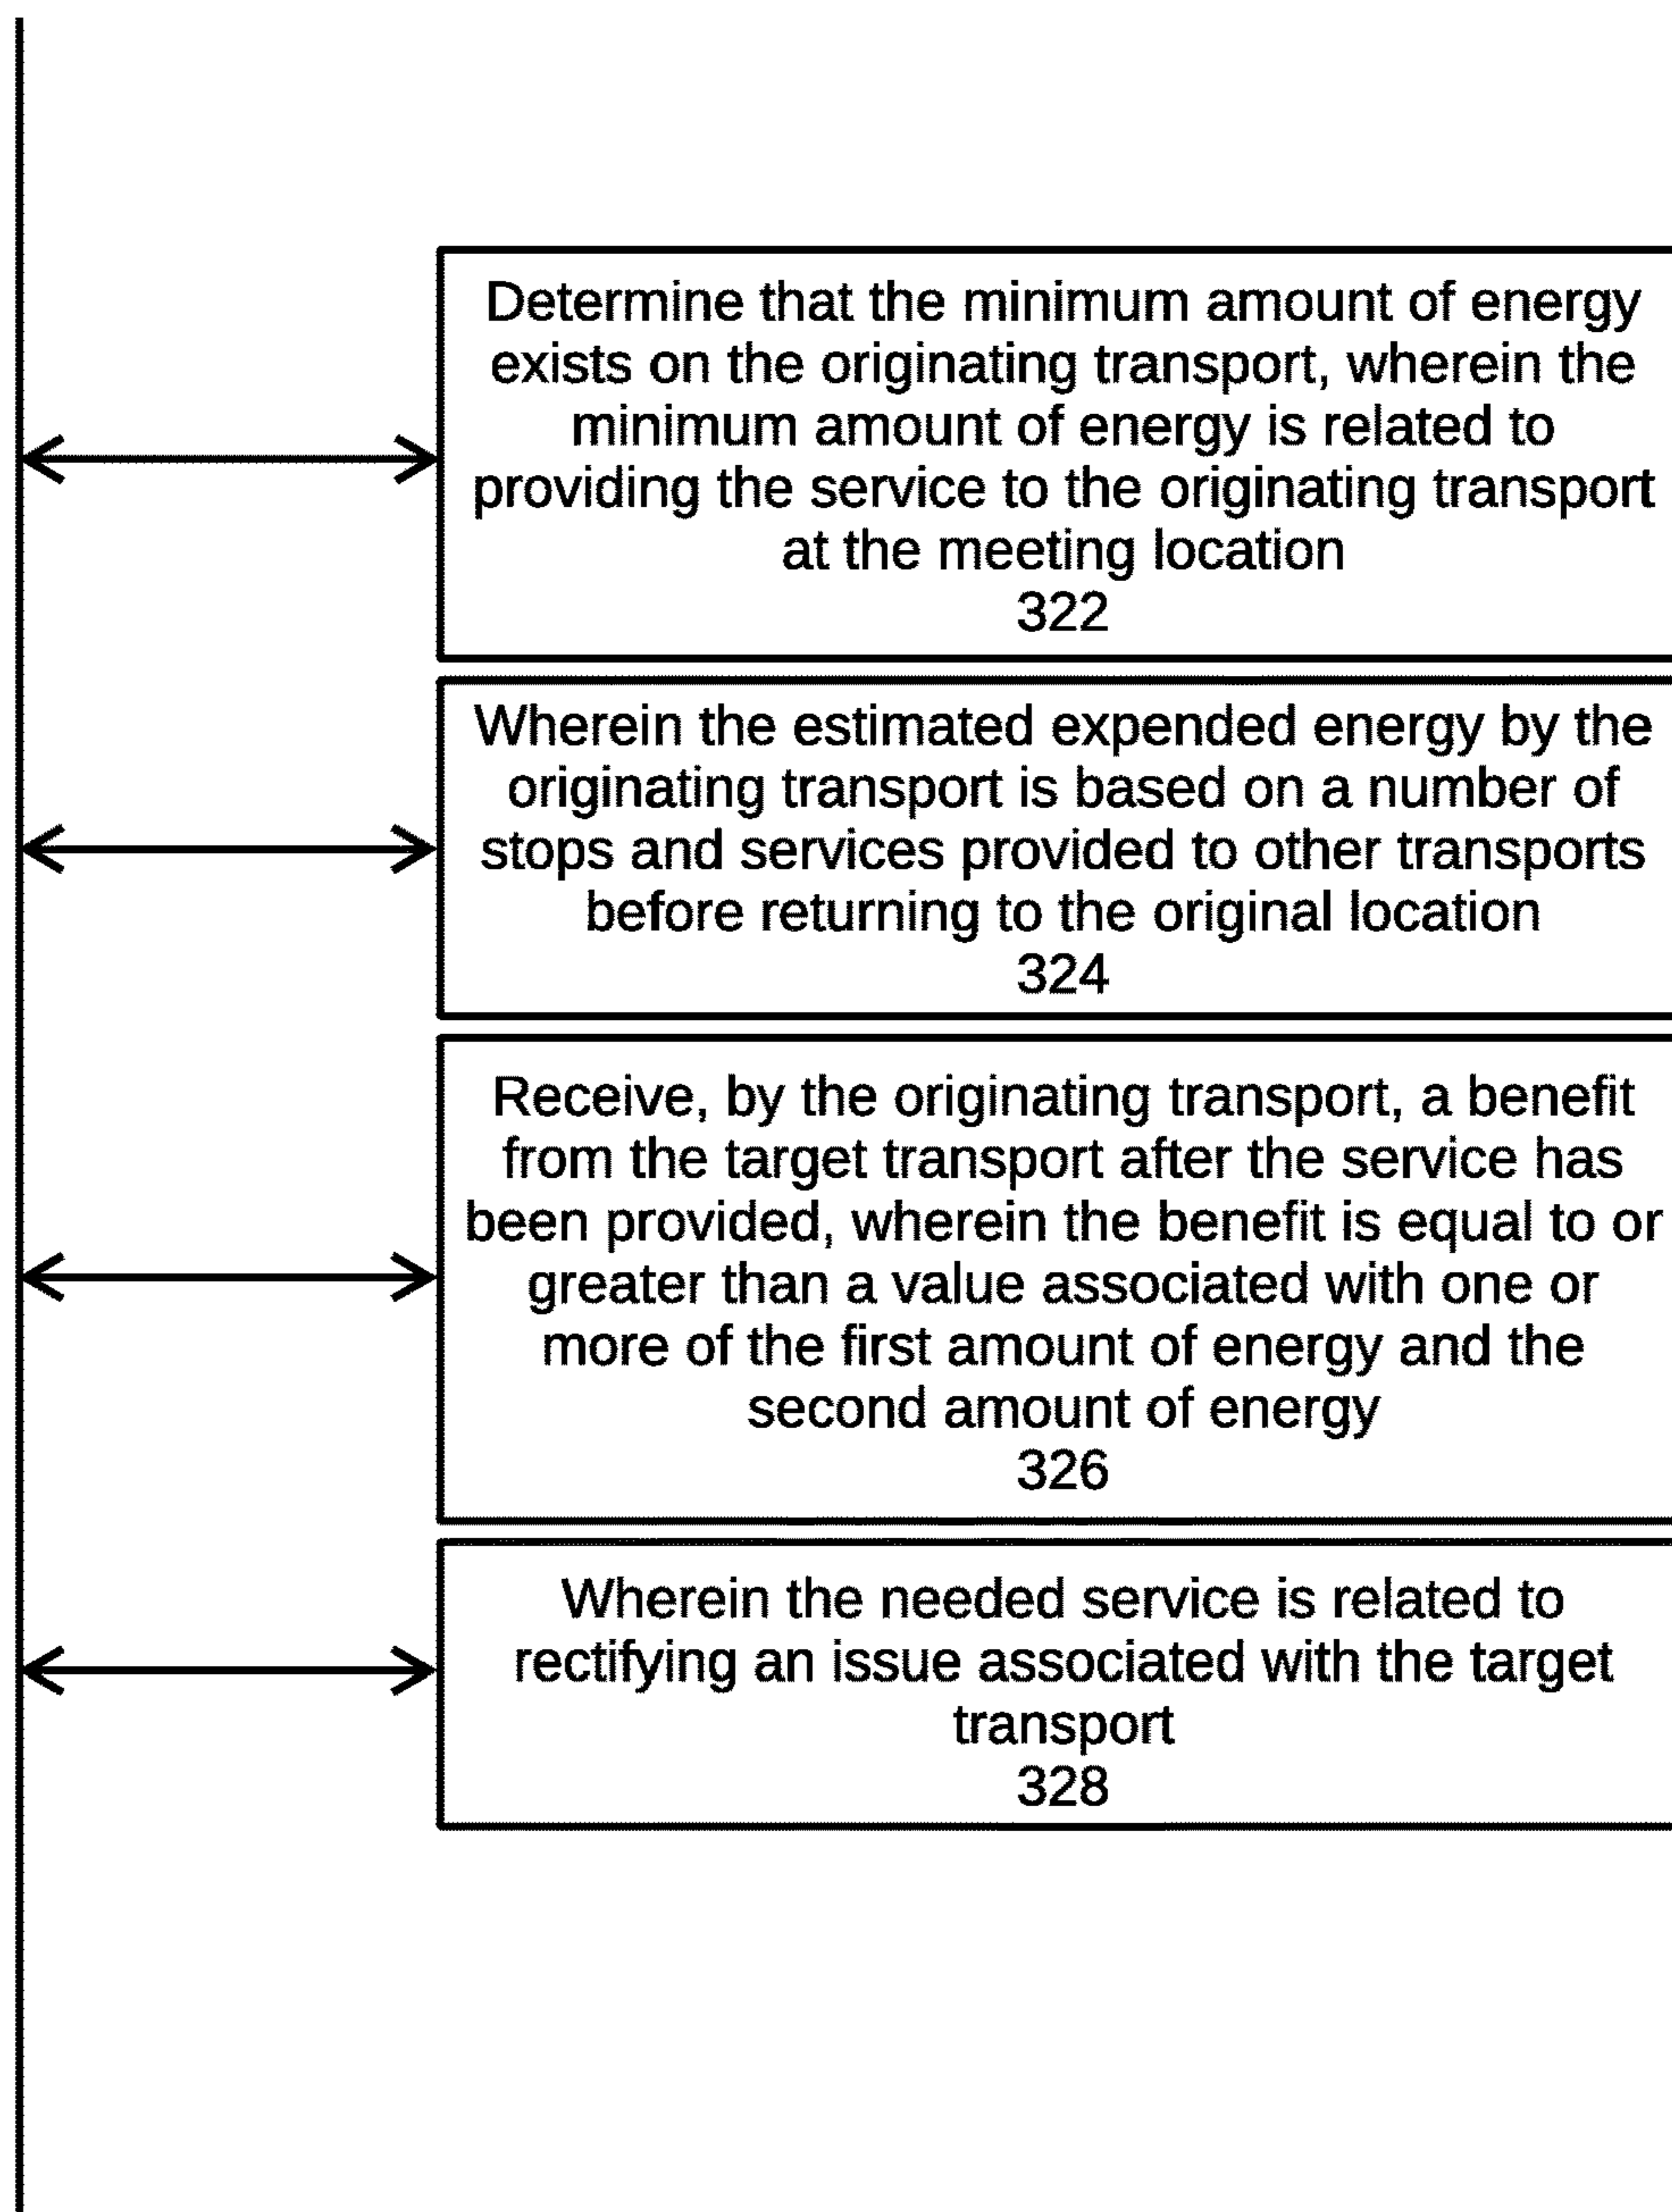 Determine that the minimum amount of energy
exists on the originating transport, wherein the
minimum amount of energy is related to
providing the service to the originating transport
at the meeting location
322
Wherein the estimated expended energy by the
originating transport is based on a number of
stops and services provided to other transports
before returning to the original location
324
Receive, by the originating transport, a benefit
from the target transport after the service has
been provided, wherein the benefit is equal to or
greater than a value associated with one or
more of the first amount of energy and the
second amount of energy
326
Wherein the needed service is related to
rectifying an issue associated with the target
transport
328